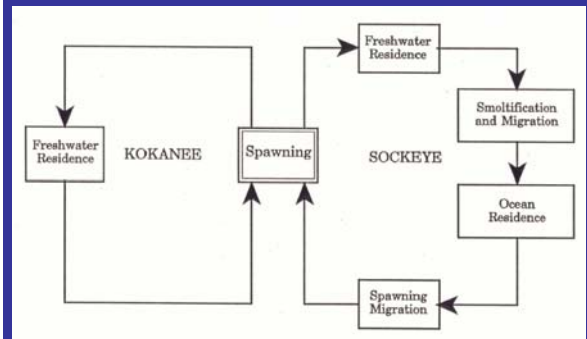 Freshwater
Residence
Smoltification
and Migration
Freshwater
Residence
KOKANEE
Spawning
SOCKEYE
Ocean
Residence
Spawning
Migration